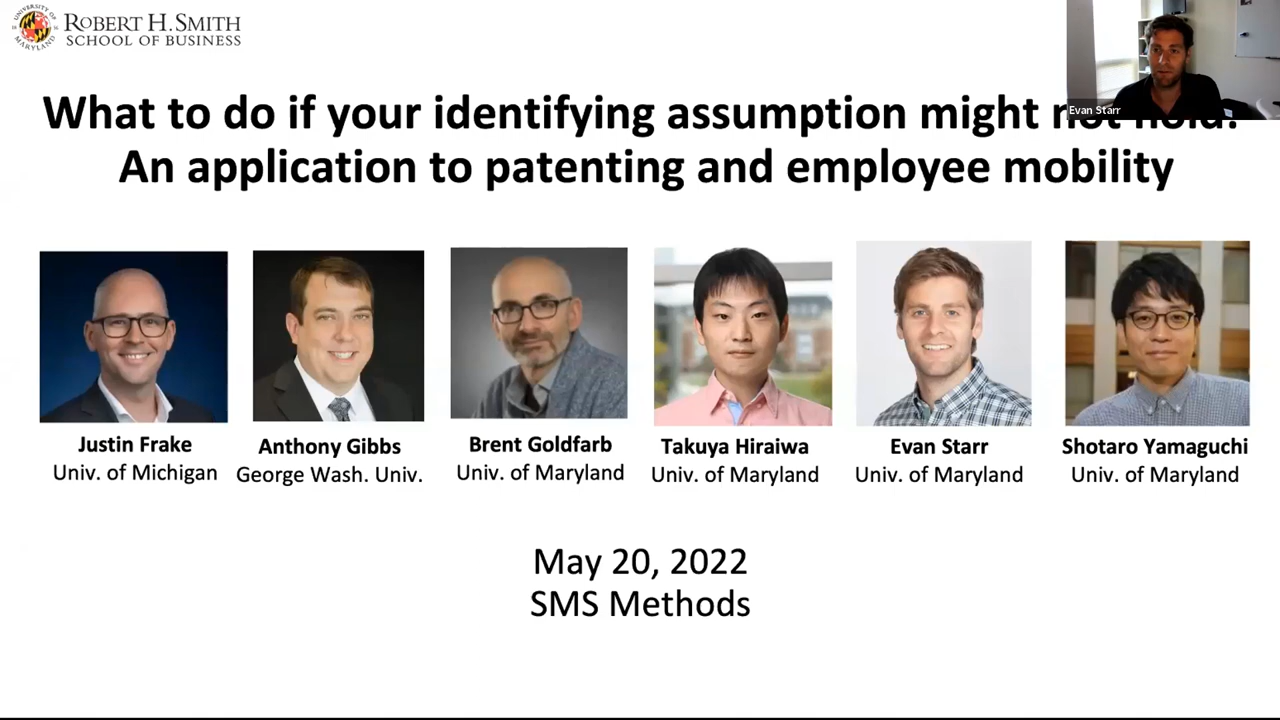 UNIVERSITY OF
MARYLAND
ROBERT H. SMITH
SCHOOL OF BUSINESS
Evan Starr
What to do if your identifying assumption might
An application to patenting and employee mobility
Justin Frake
Univ. of Michigan
Anthony Gibbs
George Wash. Univ.
Brent Goldfarb
Univ. of Maryland
Takuya Hiraiwa
Univ. of Maryland
Evan Starr
Univ. of Maryland
Shotaro Yamaguchi
Univ. of Maryland
May 20, 2022
SMS Methods